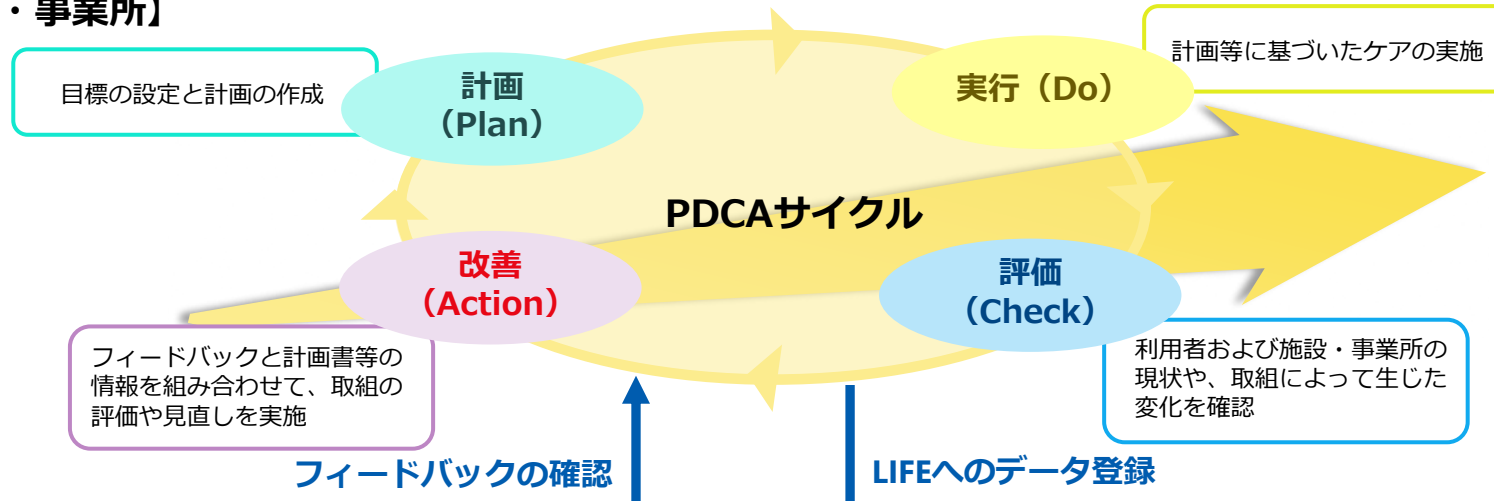 ・事業所】
目標の設定と計画の作成
計画
（Plan）
実行（Do）
計画等に基づいたケアの実施
PDCAサイクル
改善
（Action）
評価
（Check）
フィードバックと計画書等の
情報を組み合わせて、取組の
評価や見直しを実施
利用者および施設・事業所の
現状や、取組によって生じた
変化を確認
フィードバックの確認
LIFEへのデータ登録